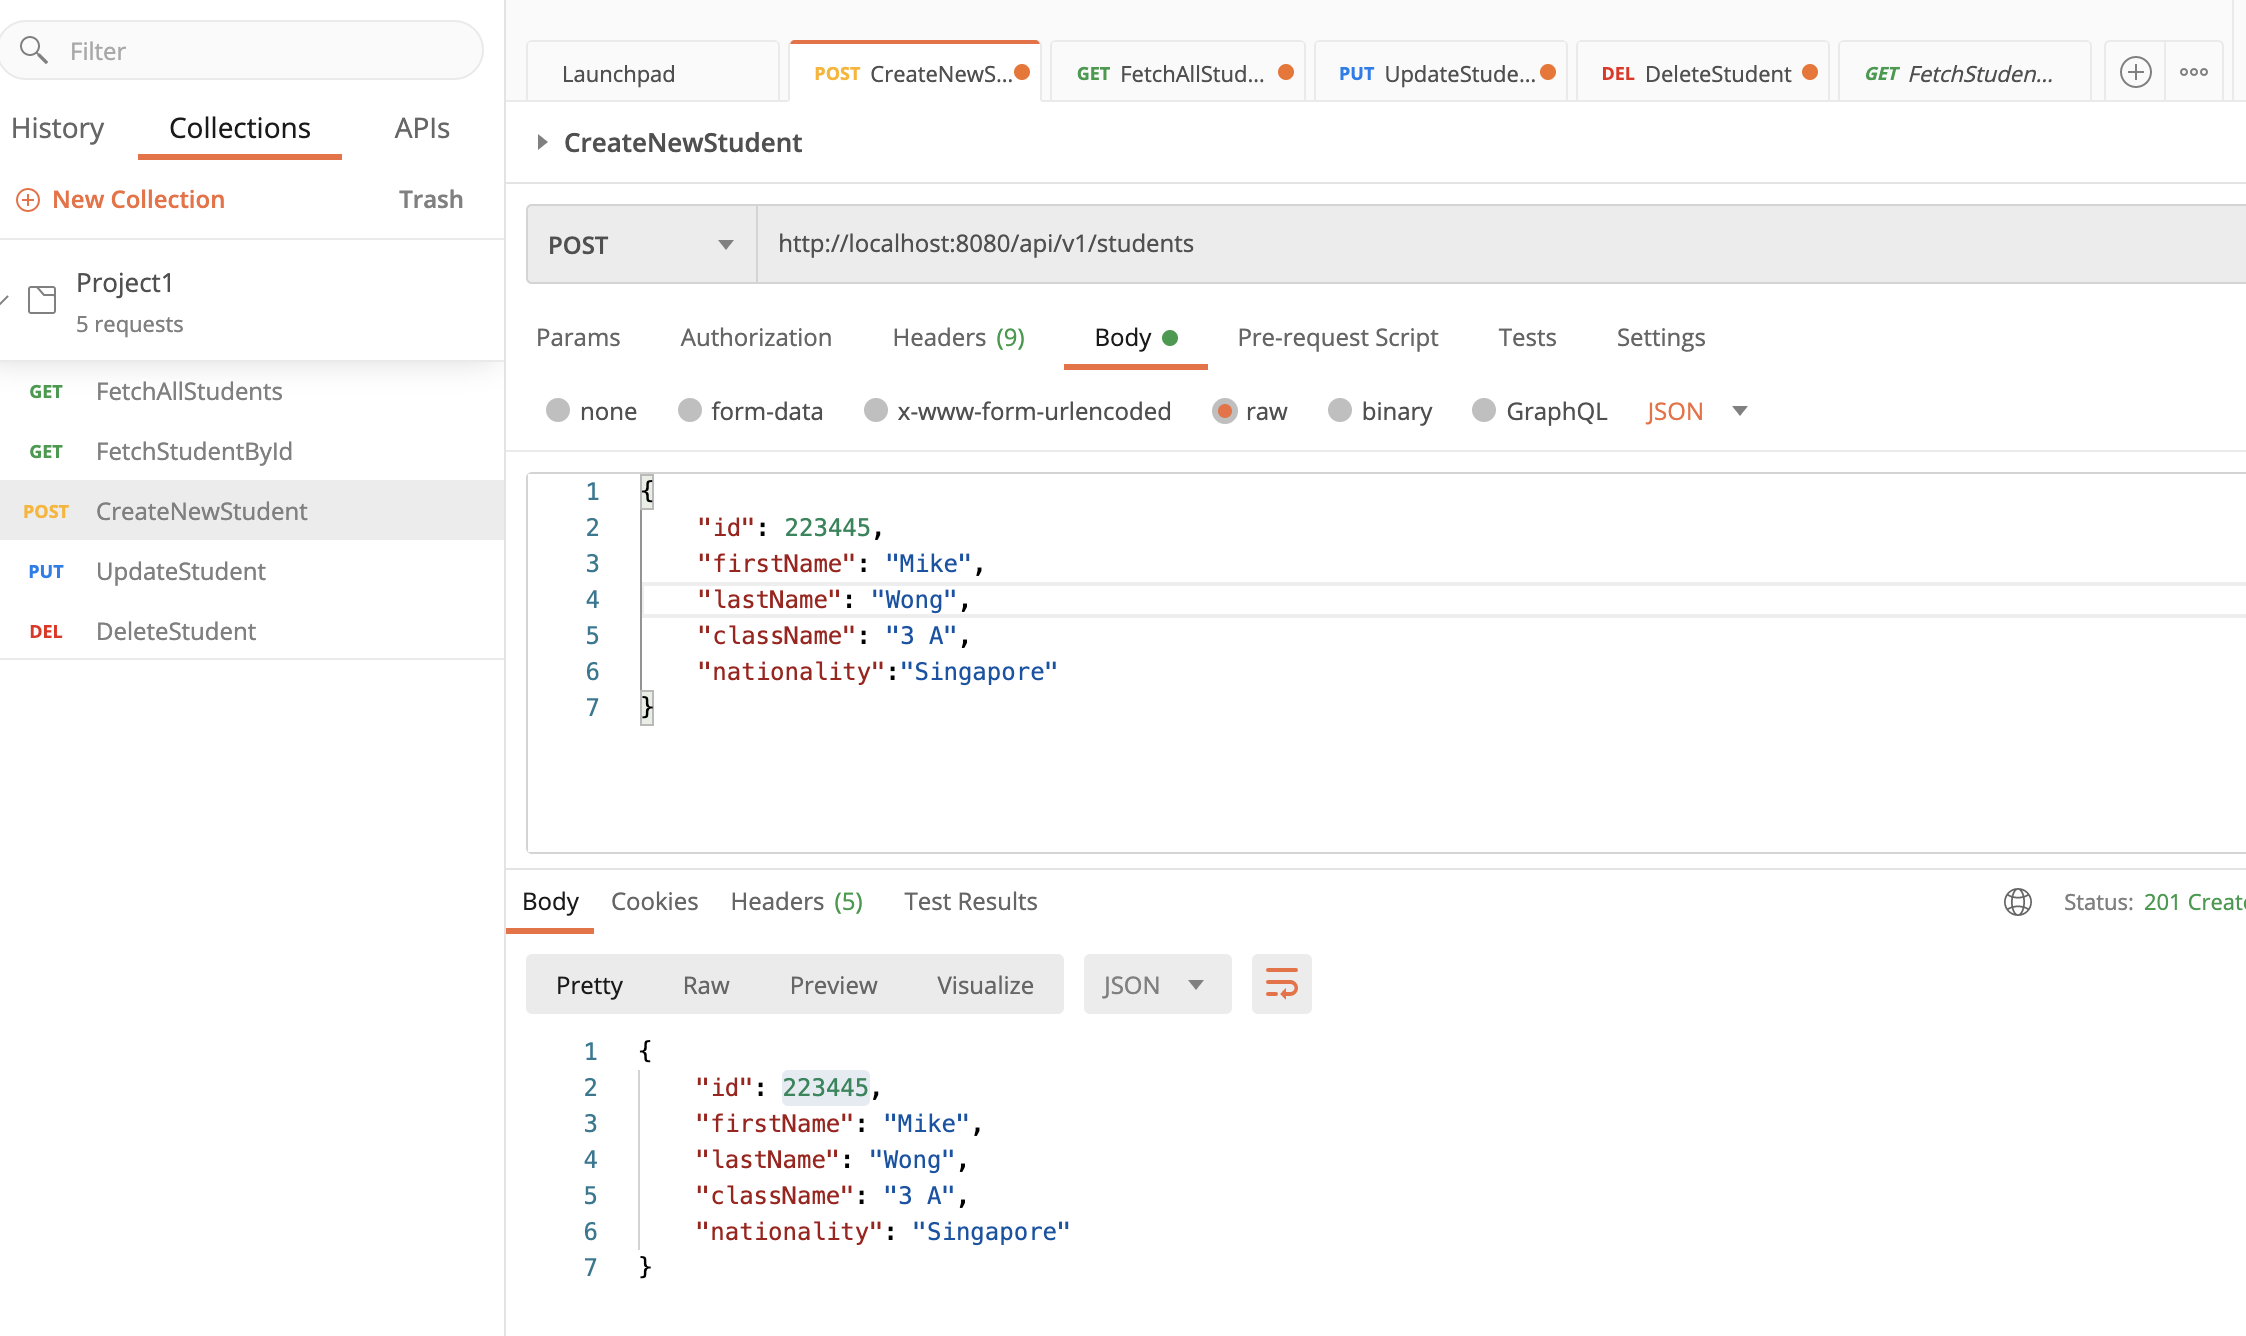 Filter
History Collections APIs
New Collection Trash
Project1
5 requests
GET FetchAllStudents
GET FetchStudentById
POST CreateNewStudent
PUT UpdateStudent
DEL DeleteStudent
Launchpad POST CreateNewS... GET FetchAllStud... PUT UpdateStude... DEL DeleteStudent GET FetchStuden...
CreateNewStudent
POST http://localhost:8080/api/v1/students
Params Authorization Headers (9) Body Pre-request Script Tests Settings
none form-data x-www-form-urlencoded raw binary GraphQL JSON
1 {
2 "id": 223445,
3 "firstName": "Mike",
4 "lastName": "Wong",
5 "className": "3 A",
6 "nationality":"Singapore"
7 }
Body Cookies Headers (5) Test Results Status: 201 Create
Pretty Raw Preview Visualize JSON
1 {
2 "id": 223445,
3 "firstName": "Mike",
4 "lastName": "Wong",
5 "className": "3 A",
6 "nationality": "Singapore"
7 }